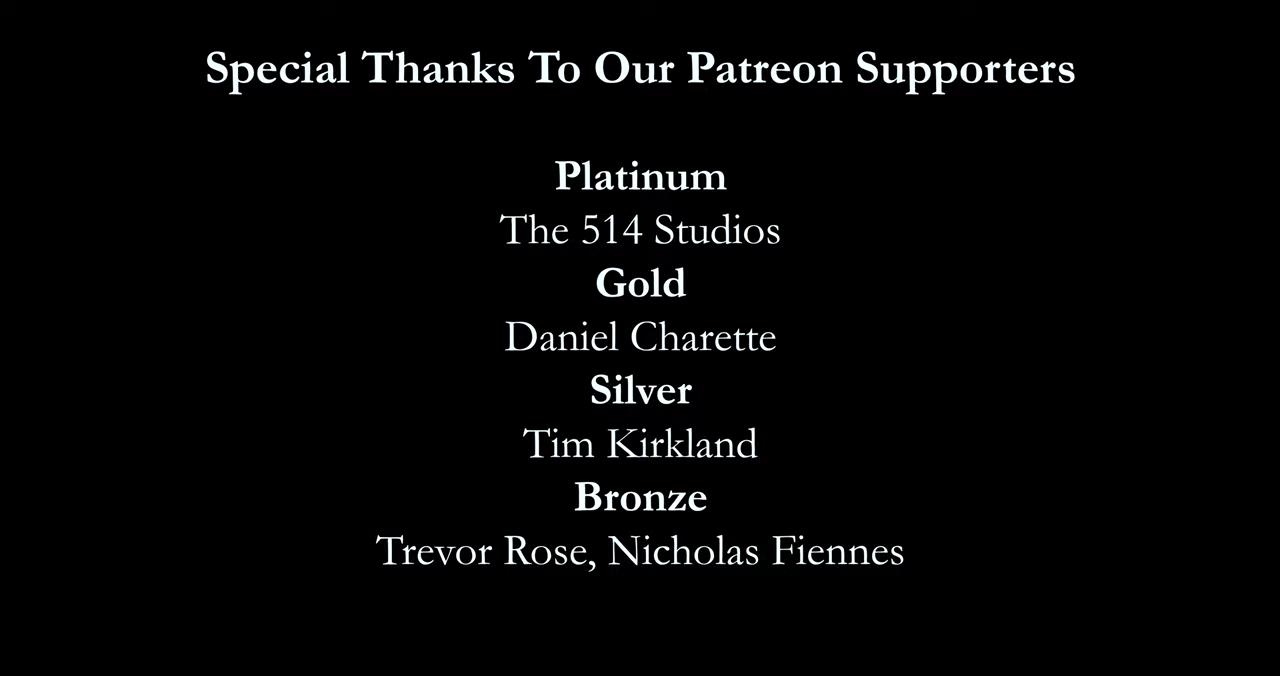 Special Thanks To Our Patreon Supporters
Platinum
The 514 Studios
Gold
Daniel Charette
Silver
Tim Kirkland
Bronze
Trevor Rose, Nicholas Fiennes